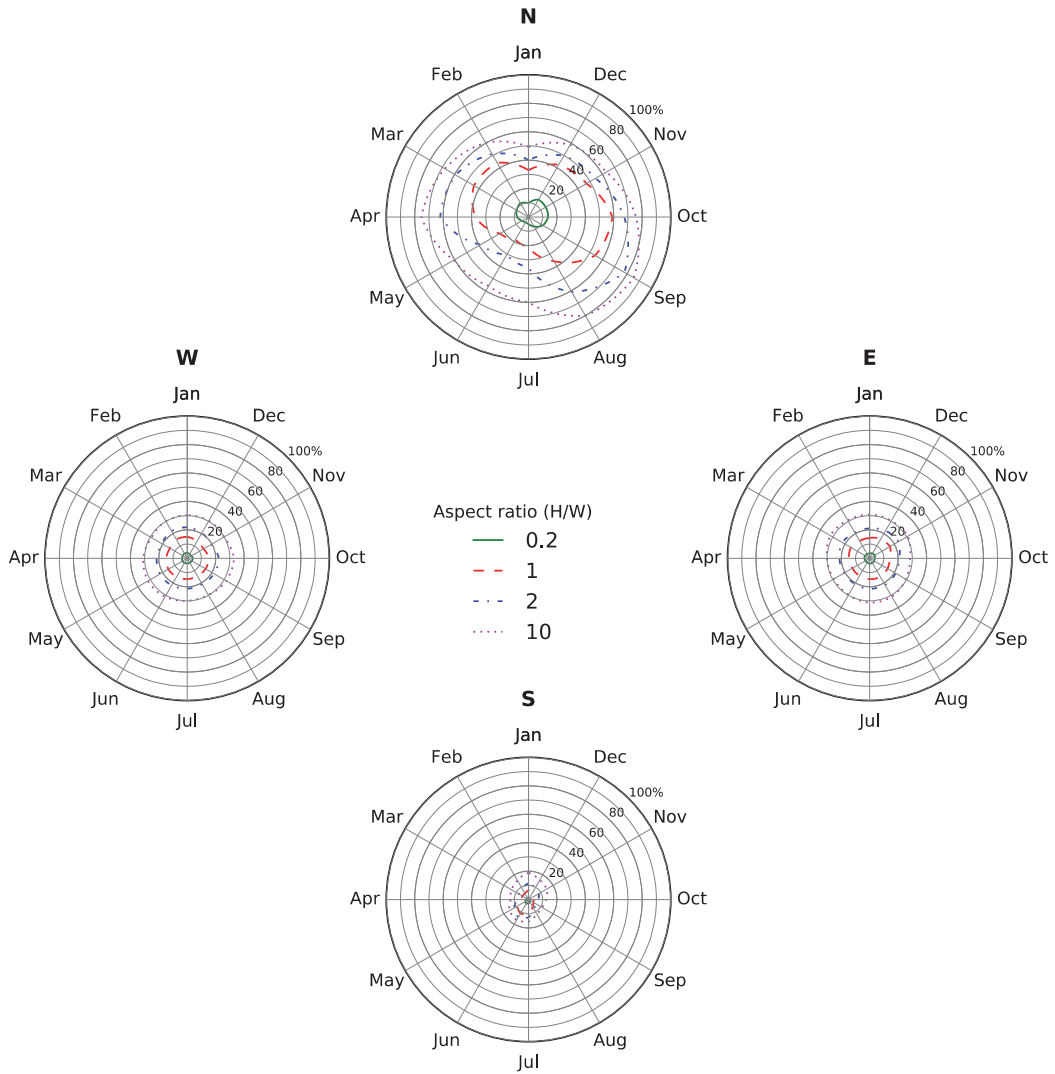 N
Jan
Feb
Dec
100%
Mar
80
Nov
60
40
20
Apr
Oct
May
Sep
Jun
Aug
Jul
W
Jan
Feb
Dec
100%
Mar
80
Nov
60
40
20
Apr
Oct
May
Sep
Jun
Aug
Jul
E
Jan
Feb
Dec
100%
Mar
80
Nov
60
40
20
Apr
Oct
May
Sep
Jun
Aug
Jul
Aspect ratio (H/W)
0.2
1
2
10
S
Jan
Feb
Dec
100%
Mar
80
Nov
60
40
20
Apr
Oct
May
Sep
Jun
Aug
Jul